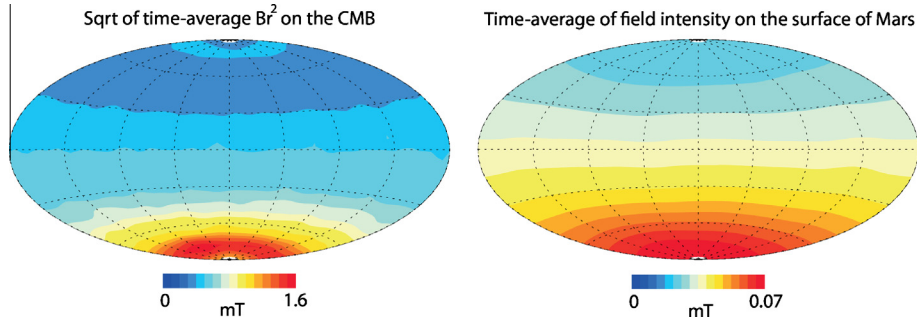 Sqrt of time-average Br² on the CMB
Time-average of field intensity on the surface of Mars
0 1.6
mT
0 0.07
mT